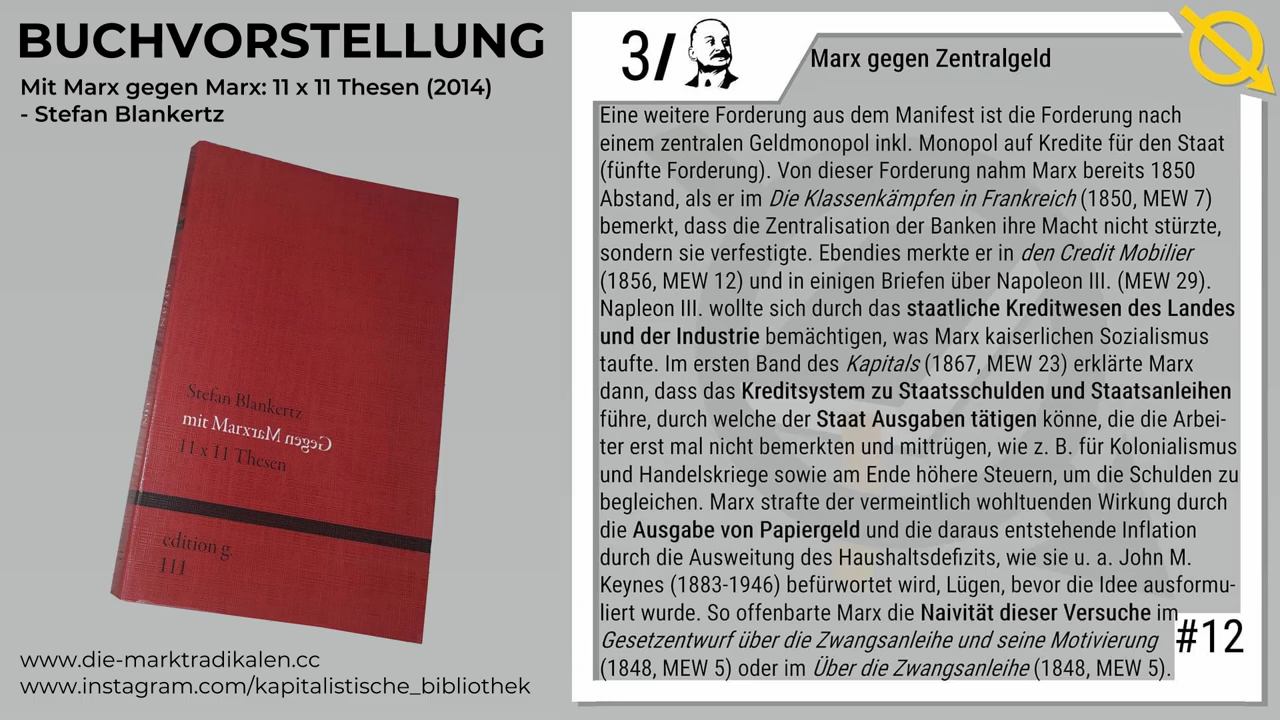 BUCHVORSTELLUNG
Mit Marx gegen Marx: 11 x 11 Thesen (2014)
- Stefan Blankertz
Stefan Blankertz
mit MarxxraM negeG
11 x 11 Thesen
edition g.
111
www.die-marktradikalen.cc
www.instagram.com/kapitalistische_bibliothek
3/
Marx gegen Zentralgeld
Eine weitere Forderung aus dem Manifest ist die Forderung nach
einem zentralen Geldmonopol inkl. Monopol auf Kredite für den Staat
(fünfte Forderung). Von dieser Forderung nahm Marx bereits 1850
Abstand, als er im Die Klassenkämpfen in Frankreich (1850, MEW 7)
bemerkt, dass die Zentralisation der Banken ihre Macht nicht stürzte,
sondern sie verfestigte. Ebendies merkte er in den Credit Mobilier
(1856, MEW 12) und in einigen Briefen über Napoleon III. (MEW 29).
Napleon III. wollte sich durch das staatliche Kreditwesen des Landes
und der Industrie bemächtigen, was Marx kaiserlichen Sozialismus
taufte. Im ersten Band des Kapitals (1867, MEW 23) erklärte Marx
dann, dass das Kreditsystem zu Staatsschulden und Staatsanleihen
führe, durch welche der Staat Ausgaben tätigen könne, die die Arbei-
ter erst mal nicht bemerkten und mittrügen, wie z. B. für Kolonialismus
und Handelskriege sowie am Ende höhere Steuern, um die Schulden zu
begleichen. Marx strafte der vermeintlich wohltuenden Wirkung durch
die Ausgabe von Papiergeld und die daraus entstehende Inflation
durch die Ausweitung des Haushaltsdefizits, wie sie u. a. John M.
Keynes (1883-1946) befürwortet wird, Lügen, bevor die Idee ausformu-
liert wurde. So offenbarte Marx die Naivität dieser Versuche im
Gesetzentwurf über die Zwangsanleihe und seine Motivierung
(1848, MEW 5) oder im Über die Zwangsanleihe (1848, MEW 5).
#12